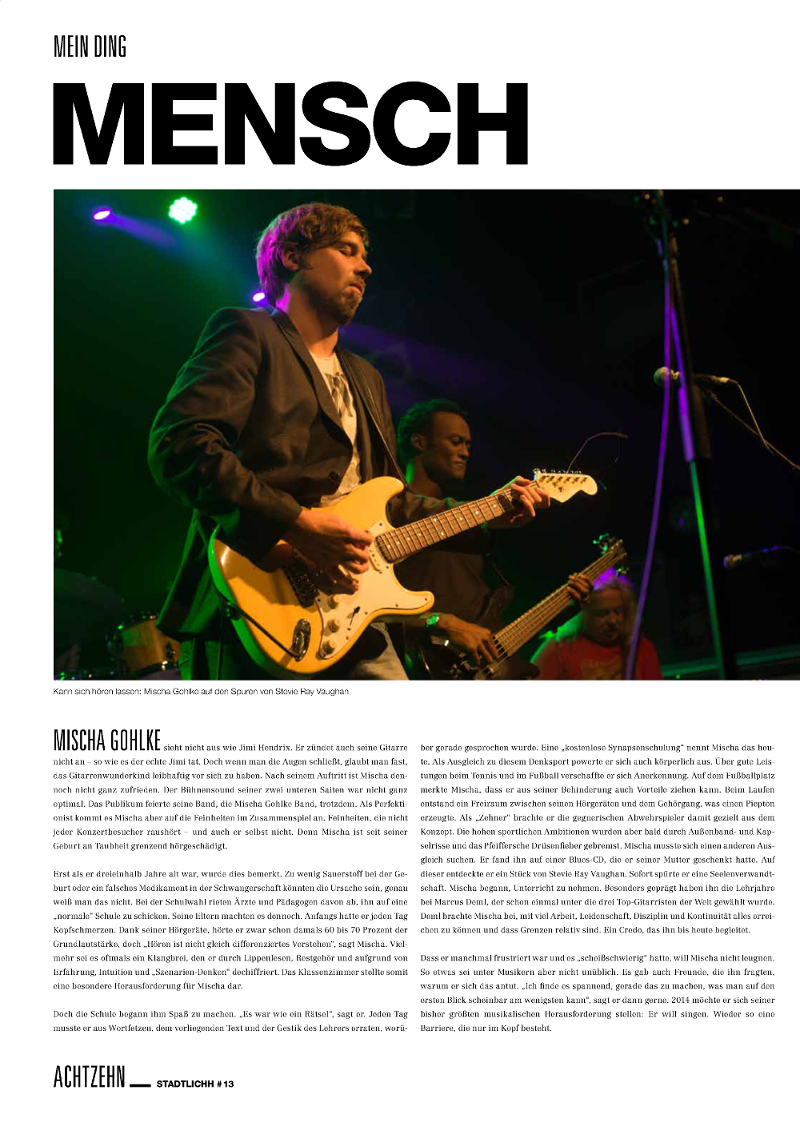 MEIN DING
MENSCH
Kann sich hören lassen: Mischa Gohlke auf den Spuren von Stevie Ray Vaughan
MISCHA GOHLKE sieht nicht aus wie Jimi Hendrix. Er zündet auch seine Gitarre
nicht an – so wie es der echte Jimi tat. Doch wenn man die Augen schließt, glaubt man fast,
das Gitarrenwunderkind leibhaftig vor sich zu haben. Nach seinem Auftritt ist Mischa den-
noch nicht ganz zufrieden. Der Bühnensound seiner zwei unteren Saiten war nicht ganz
optimal. Das Publikum feierte seine Band, die Mischa Gohlke Band, trotzdem. Als Perfekti-
onist kommt es Mischa aber auf die Feinheiten im Zusammenspiel an. Feinheiten, die nicht
jeder Konzertbesucher raushört – und auch er selbst nicht. Denn Mischa ist seit seiner
Geburt an Taubheit grenzend hörgeschädigt.
Erst als er dreieinhalb Jahre alt war, wurde dies bemerkt. Zu wenig Sauerstoff bei der Ge-
burt oder ein falsches Medikament in der Schwangerschaft könnten die Ursache sein, genau
weiß man das nicht. Bei der Schulwahl rieten Ärzte und Pädagogen davon ab, ihn auf eine
„normale" Schule zu schicken. Seine Eltern machten es dennoch. Anfangs hatte er jeden Tag
Kopfschmerzen. Dank seiner Hörgeräte, hörte er zwar schon damals 60 bis 70 Prozent der
Grundlautstärke, doch „Hören ist nicht gleich differenziertes Verstehen", sagt Mischa. Viel-
mehr sei es oftmals ein Klangbrei, den er durch Lippenlesen, Restgehör und aufgrund von
Erfahrung, Intuition und „Szenarien-Denken" dechiffriert. Das Klassenzimmer stellte somit
eine besondere Herausforderung für Mischa dar.
Doch die Schule begann ihm Spaß zu machen. „Es war wie ein Rätsel", sagt er. Jeden Tag
musste er aus Wortfetzen, dem vorliegenden Text und der Gestik des Lehrers erraten, worü-
ber gerade gesprochen wurde. Eine „kostenlose Synapsenschulung" nennt Mischa das heu-
te. Als Ausgleich zu diesem Denksport powerte er sich auch körperlich aus. Über gute Leis-
tungen beim Tennis und im Fußball verschaffte er sich Anerkennung. Auf dem Fußballplatz
merkte Mischa, dass er aus seiner Behinderung auch Vorteile ziehen kann. Beim Laufen
entstand ein Freiraum zwischen seinen Hörgeräten und dem Gehörgang, was einen Piepton
erzeugte. Als „Zehner" brachte er die gegnerischen Abwehrspieler damit gezielt aus dem
Konzept. Die hohen sportlichen Ambitionen wurden aber bald durch Außenband- und Kap-
selrisse und das Pfeiffersche Drüsenfieber gebremst. Mischa musste sich einen anderen Aus-
gleich suchen. Er fand ihn auf einer Blues-CD, die er seiner Mutter geschenkt hatte. Auf
dieser entdeckte er ein Stück von Stevie Ray Vaughan. Sofort spürte er eine Seelenverwandt-
schaft. Mischa begann, Unterricht zu nehmen. Besonders geprägt haben ihn die Lehrjahre
bei Marcus Deml, der schon einmal unter die drei Top-Gitarristen der Welt gewählt wurde.
Deml brachte Mischa bei, mit viel Arbeit, Leidenschaft, Disziplin und Kontinuität alles errei-
chen zu können und dass Grenzen relativ sind. Ein Credo, das ihn bis heute begleitet.
Dass er manchmal frustriert war und es „scheißschwierig" hatte, will Mischa nicht leugnen.
So etwas sei unter Musikern aber nicht unüblich. Es gab auch Freunde, die ihn fragten,
warum er sich das antut. „Ich finde es spannend, gerade das zu machen, was man auf den
ersten Blick scheinbar am wenigsten kann", sagt er dann gerne. 2014 möchte er sich seiner
bisher größten musikalischen Herausforderung stellen: Er will singen. Wieder so eine
Barriere, die nur im Kopf besteht.
ACHTZEHN __ STADTLICHH #13